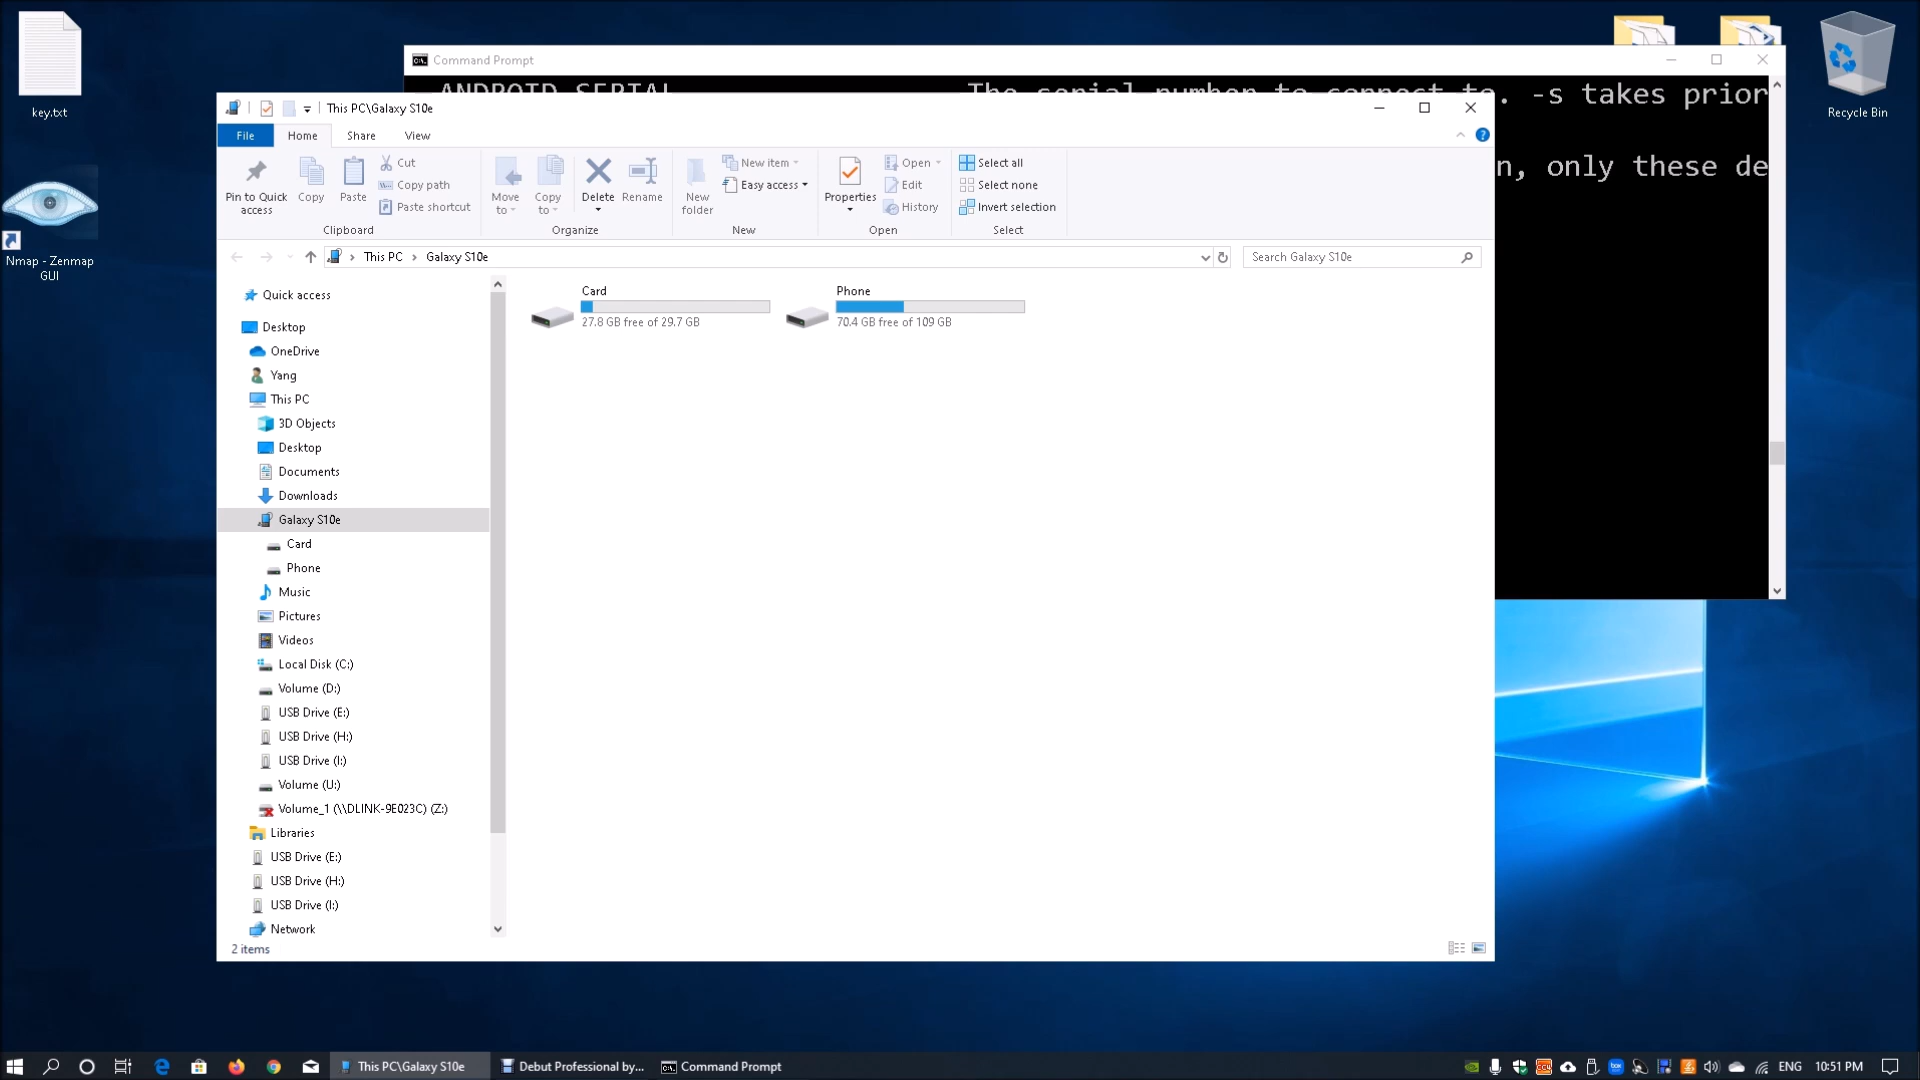 key.txt
Nmap - Zenmap
GUI
Recycle Bin
Command Prompt
The serial number to connect to. -s takes prior
n, only these de
This PC\Galaxy S10e
File
Home
Share
View
Pin to Quick
access
Copy
Paste
Cut
Copy path
Paste shortcut
Clipboard
Move
to
Copy
to
Delete
Rename
Organize
New
folder
New item
Easy access
New
Properties
Open
Edit
History
Open
Select all
Select none
Invert selection
Select
This PC
Galaxy S10e
Search Galaxy S10e
Quick access
Desktop
OneDrive
Yang
This PC
3D Objects
Desktop
Documents
Downloads
Galaxy S10e
Card
Phone
Music
Pictures
Videos
Local Disk (C:)
Volume (D:)
USB Drive (E:)
USB Drive (H:)
USB Drive (I:)
Volume (U:)
Volume_1 (\\DLINK-9E023C) (Z:)
Libraries
USB Drive (E:)
USB Drive (H:)
USB Drive (I:)
Network
Card
27.8 GB free of 29.7 GB
Phone
70.4 GB free of 109 GB
2 items
This PC\Galaxy S10e
Debut Professional by...
Command Prompt
ENG
10:51 PM